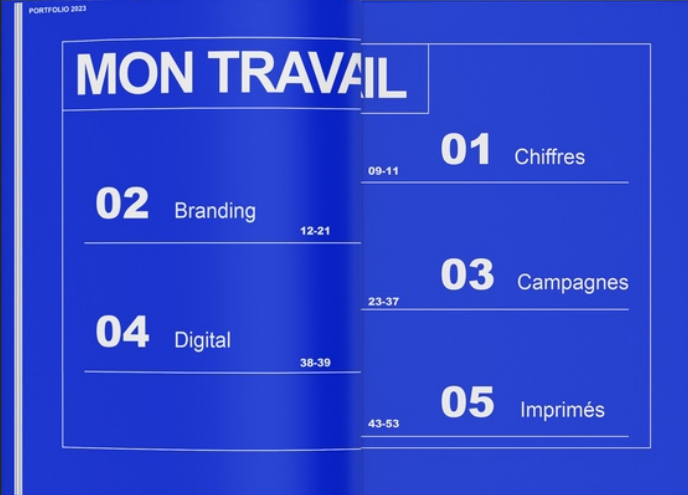 PORTFOLIO 2023
MON TRAVAIL
09-11
01 Chiffres
02 Branding
12-21
23-37
03 Campagnes
04 Digital
38-39
43-53
05 Imprimés